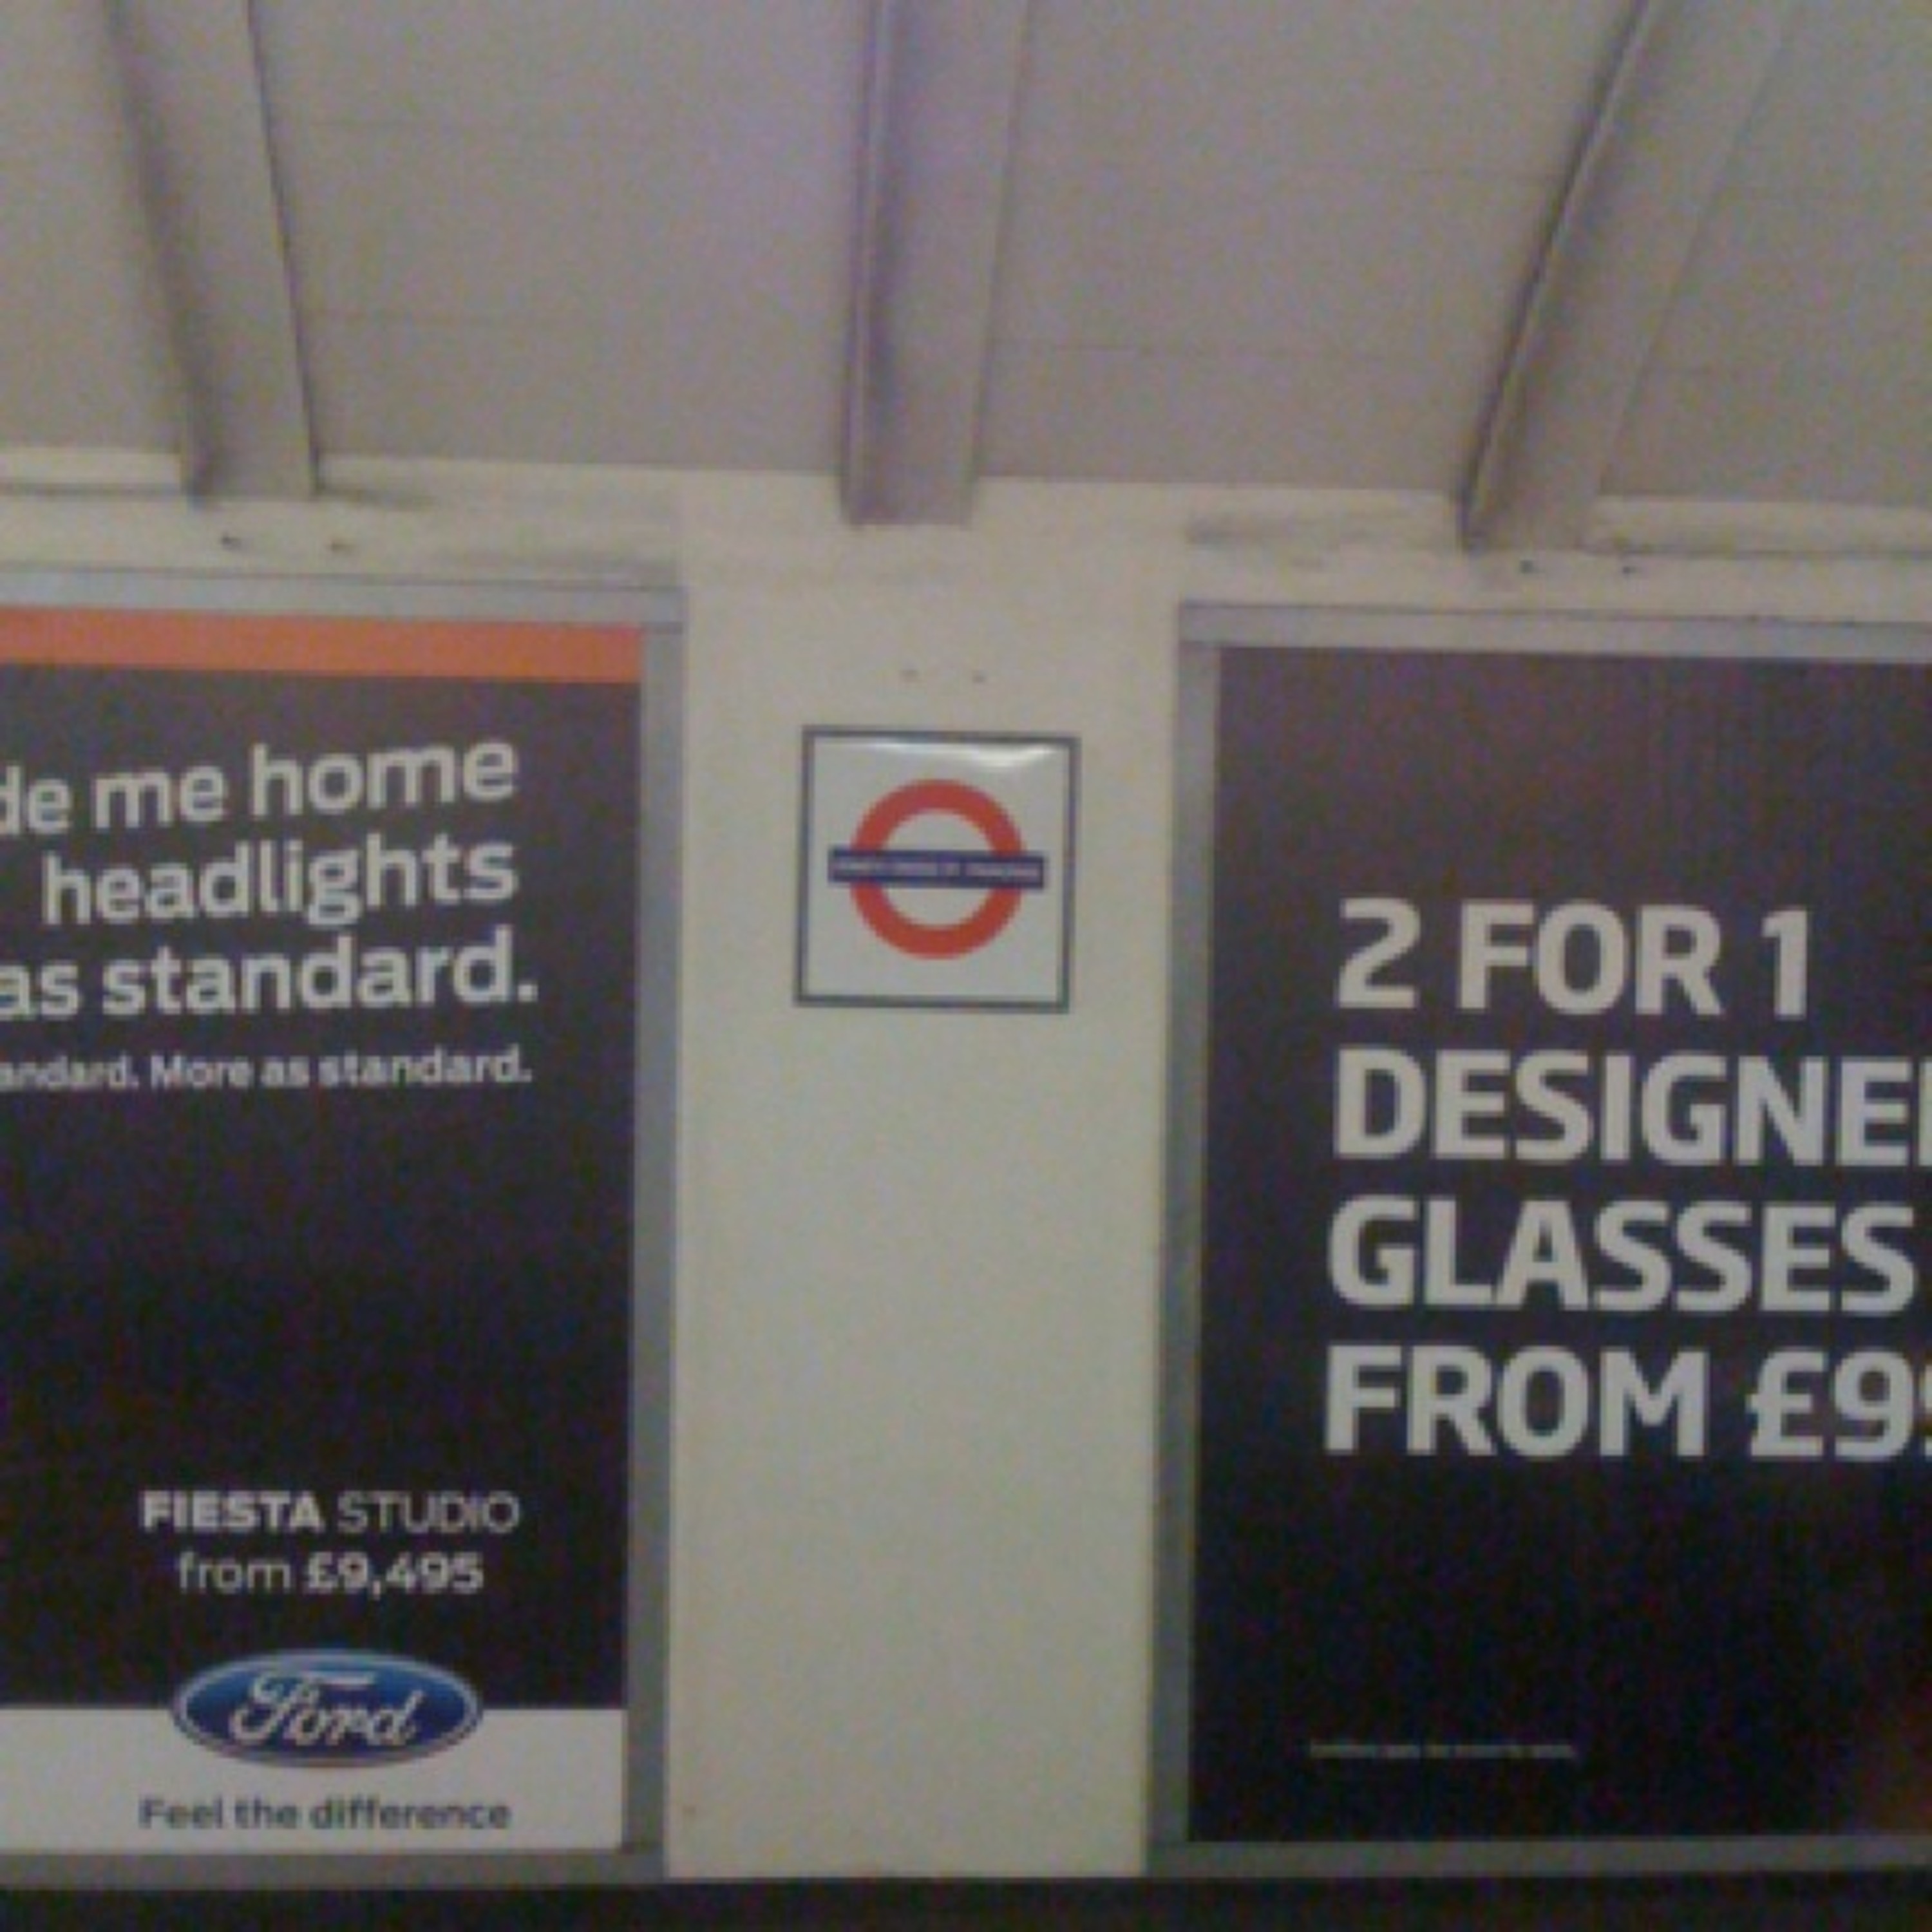 de me home
headlights
as standard.
andard. More as standard.
FIESTA STUDIO
from £9,495
Ford
Feel the difference
2 FOR 1
DESIGNE
GLASSES
FROM £9